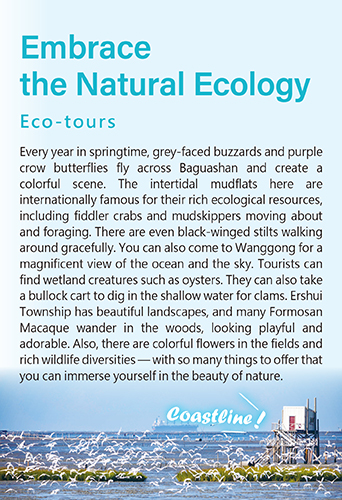 Embrace
the Natural Ecology
Eco-tours
Every year in springtime, grey-faced buzzards and purple
crow butterflies fly across Baguashan and create a
colorful scene. The intertidal mudflats here are
internationally famous for their rich ecological resources,
including fiddler crabs and mudskippers moving about
and foraging. There are even black-winged stilts walking
around gracefully. You can also come to Wanggong for a
magnificent view of the ocean and the sky. Tourists can
find wetland creatures such as oysters. They can also take
a bullock cart to dig in the shallow water for clams. Ershui
Township has beautiful landscapes, and many Formosan
Macaque wander in the woods, looking playful and
adorable. Also, there are colorful flowers in the fields and
rich wildlife diversities — with so many things to offer that
you can immerse yourself in the beauty of nature.
Coastline!